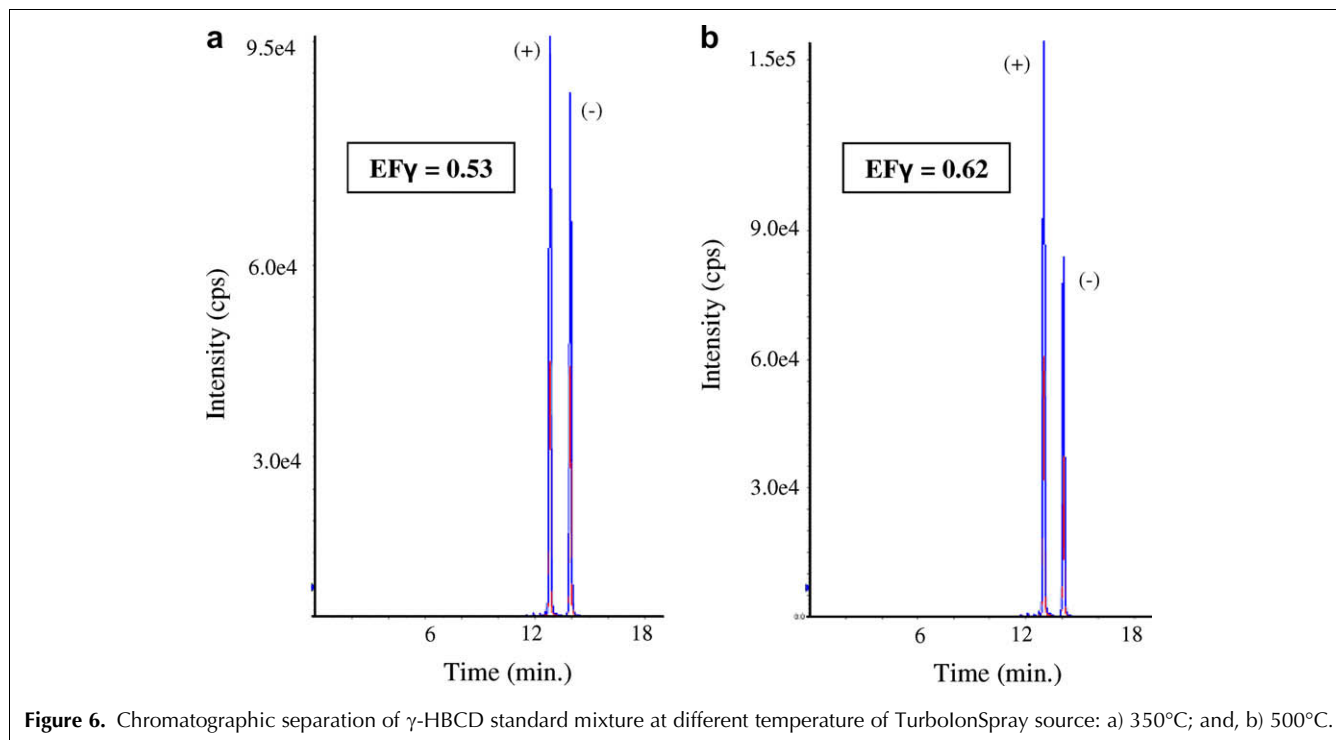 a
9.5e4
(+)
(-)
EFγ = 0.53
6.0e4
3.0e4
Intensity (cps)
6
12
18
Time (min.)
b
1.5e5
(+)
(-)
EFγ = 0.62
9.0e4
6.0e4
3.0e4
0.0
Intensity (cps)
6
12
18
Time (min.)
Figure 6. Chromatographic separation of γ-HBCD standard mixture at different temperature of TurboIonSpray source: a) 350°C; and, b) 500°C.